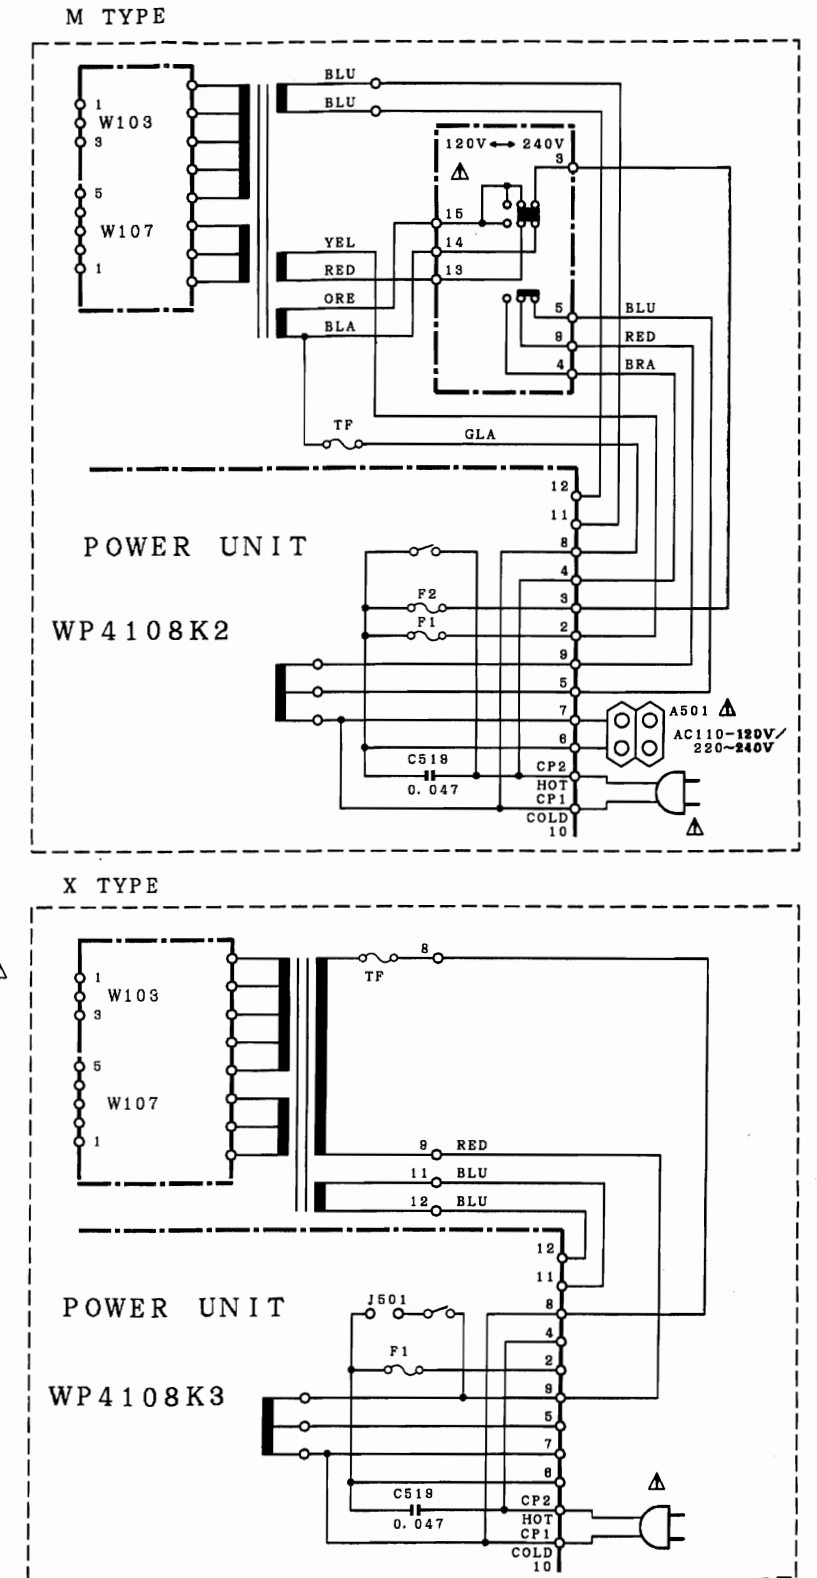 M TYPE
BLU
BLU
1
W103
3
120V↔240V
3
5
W107
1
15
YEL
14
RED
13
ORE
BLA
5
BLU
9
RED
4
BRA
TF
GLA
12
11
POWER UNIT
8
4
F2
3
WP4108K2
F1
2
9
5
7
A501
AC110-120V/
220~240V
6
C519
0.047
CP2
HOT
CP1
COLD
10
X TYPE
8
TF
1
W103
3
5
W107
1
9
RED
11
BLU
12
BLU
12
11
POWER UNIT
J501
8
4
F1
2
WP4108K3
9
5
7
6
C519
0.047
CP2
HOT
CP1
COLD
10